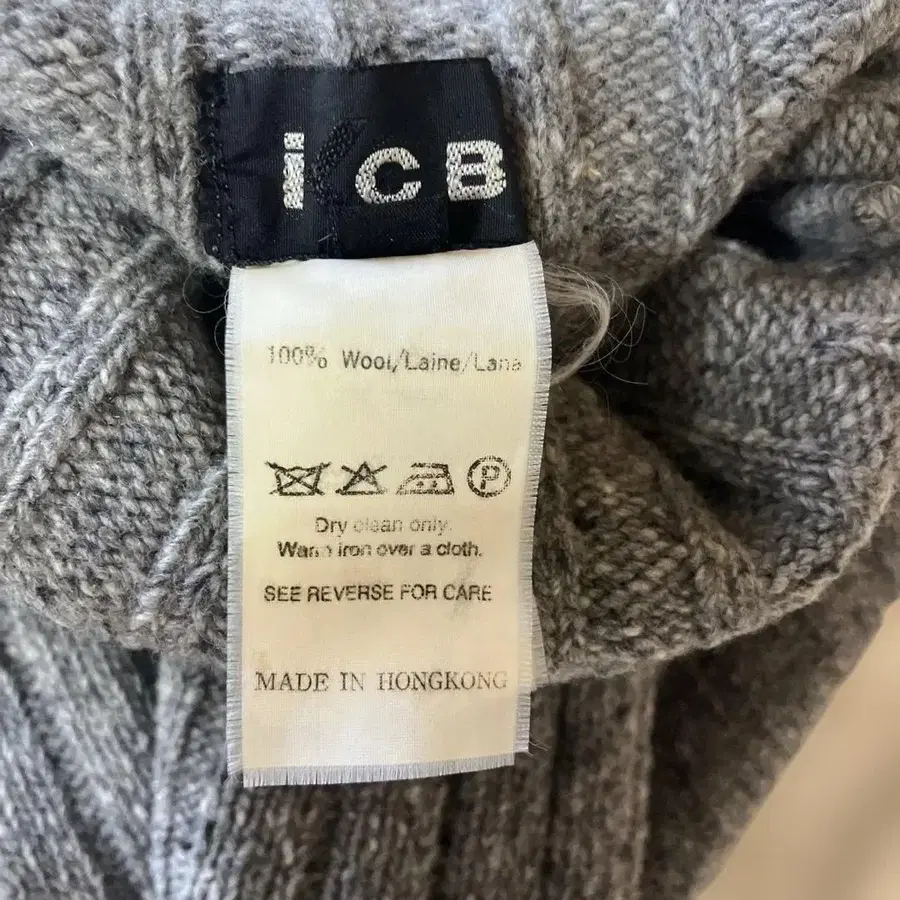 iCB
100% Wool/Laine/Lana
P
Dry clean only.
Warm iron over a cloth.
SEE REVERSE FOR CARE
MADE IN HONGKONG